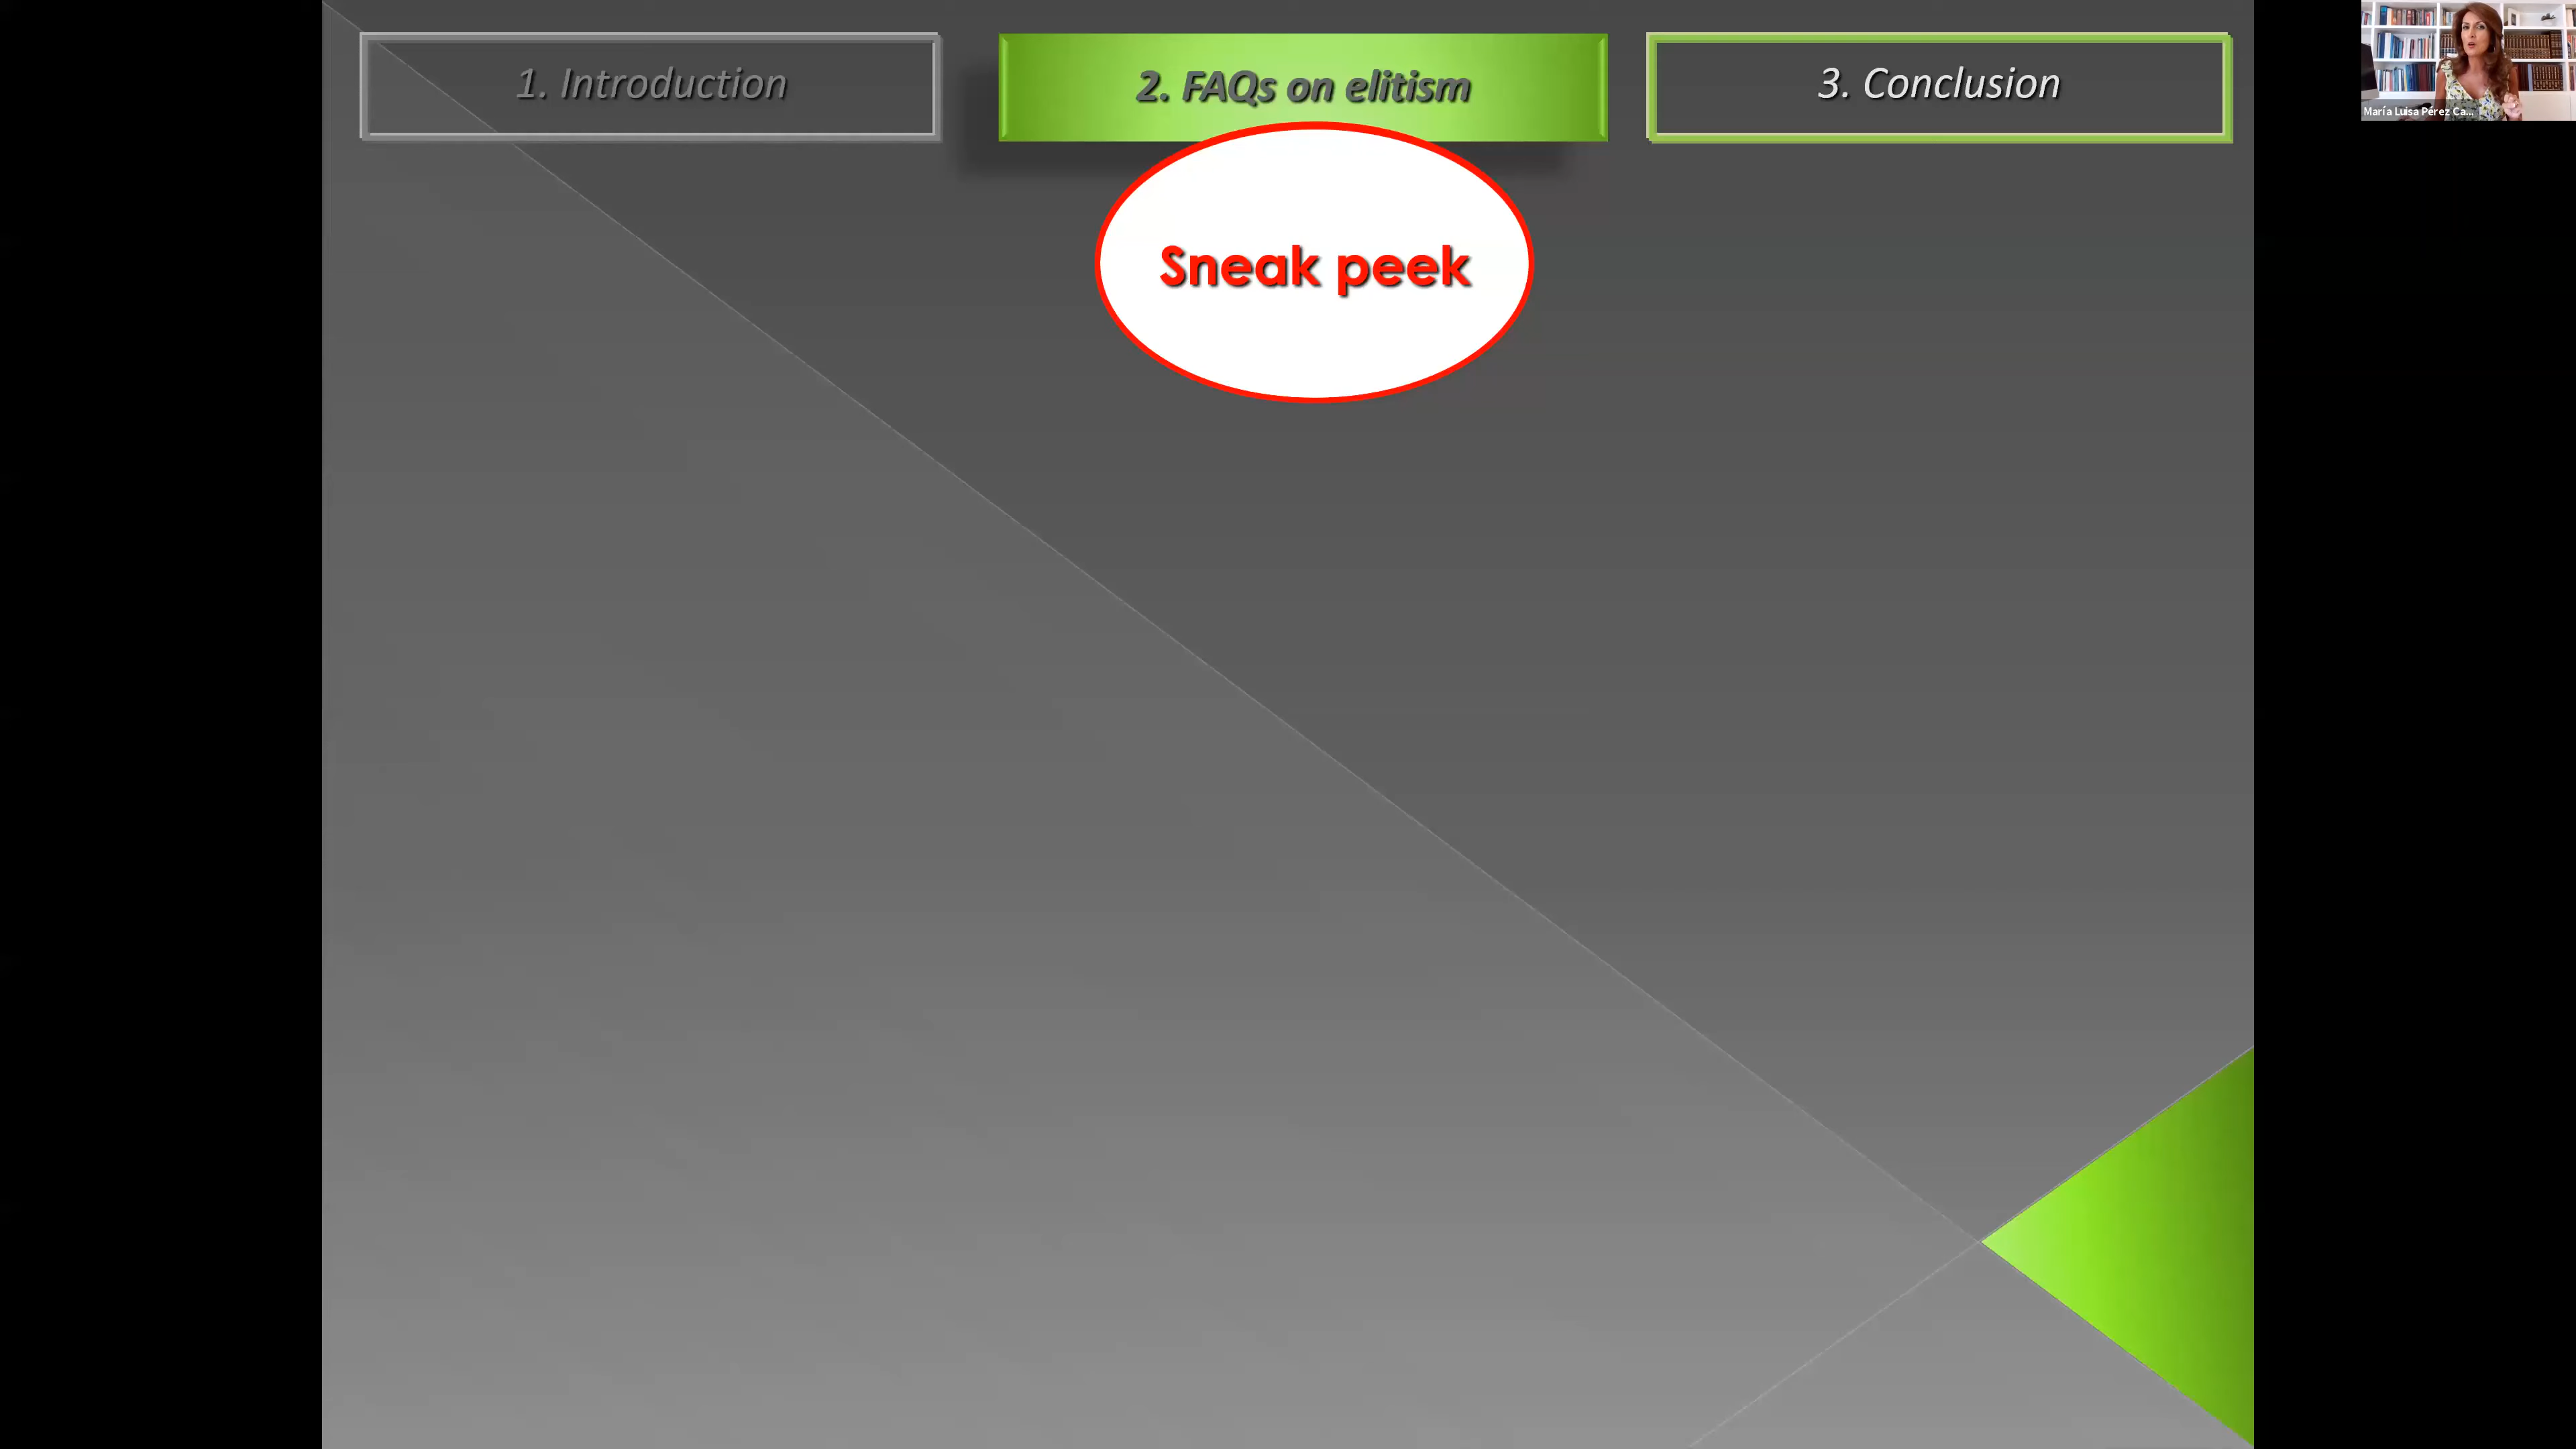 1. Introduction
2. FAQs on elitism
3. Conclusion
María Luisa Pérez Ca...
Sneak peek